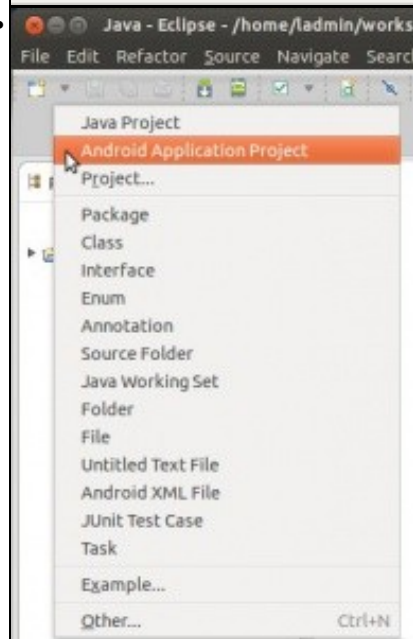 Java - Eclipse - /home/ladmin/works
File Edit Refactor Source Navigate Searc
Java Project
Android Application Project
Project...
Package
Class
Interface
Enum
Annotation
Source Folder
Java Working Set
Folder
File
Untitled Text File
Android XML File
JUnit Test Case
Task
Example...
Other... Ctrl+N